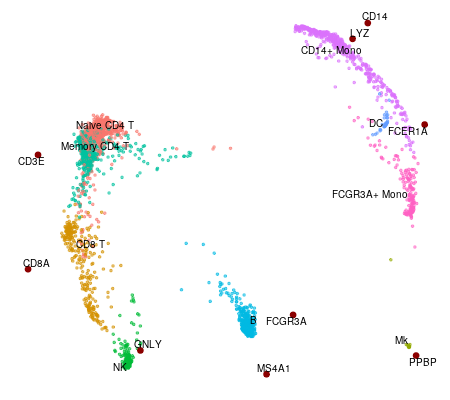 CD14
LYZ
CD14+ Mono
Naive CD4 T
DC
FCER1A
Memory CD4 T
CD3E
FCGR3A+ Mono
CD8 T
CD8A
B
FCGR3A
GNLY
Mk
PPBP
NK
MS4A1